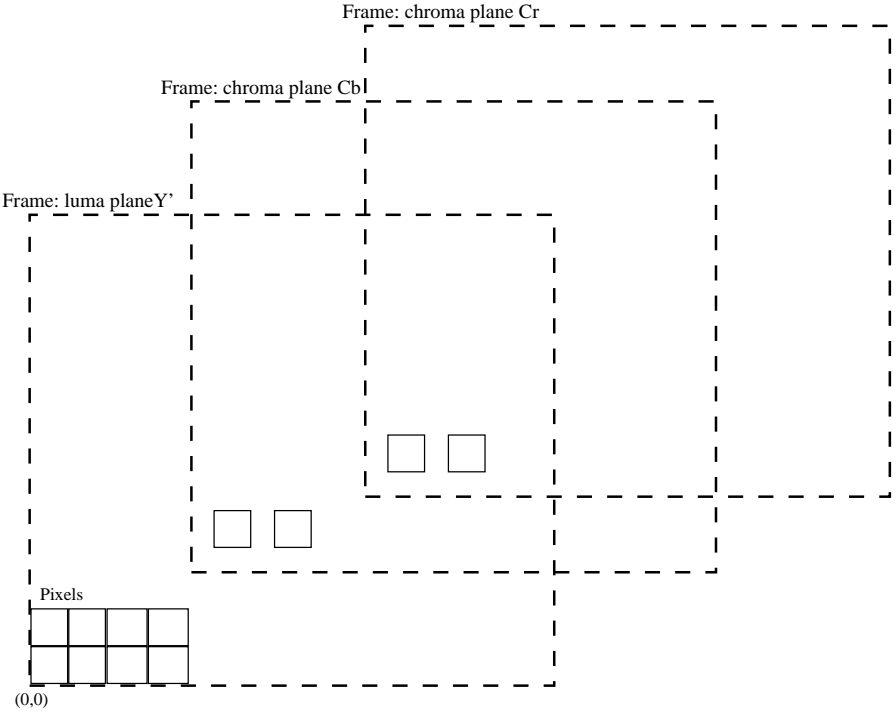 Frame: chroma plane Cr
Frame: chroma plane Cb
Frame: luma planeY’
Pixels
(0,0)